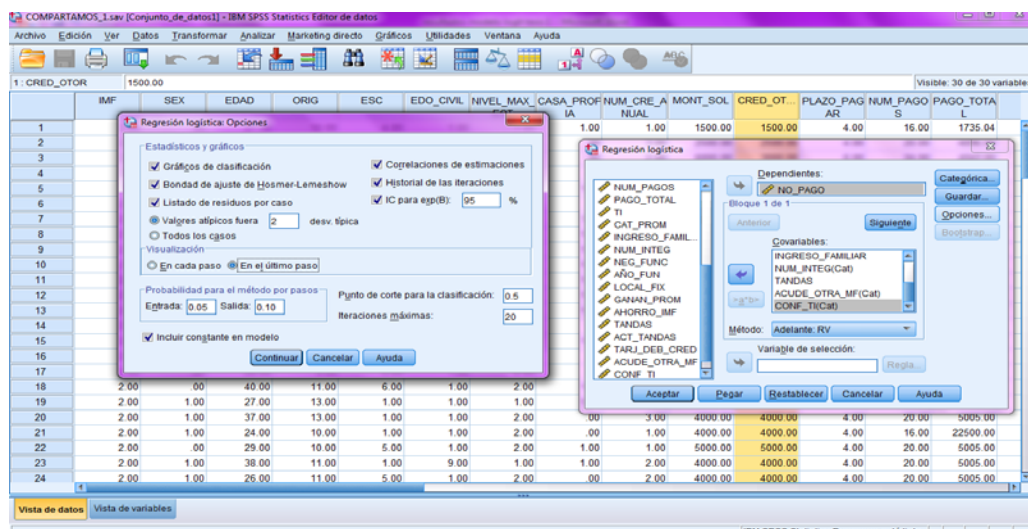 COMPARTAMOS_1.sav [Conjunto_de_datos1] - IBM SPSS Statistics Editor de datos
Archivo Edición Ver Datos Transformar Analizar Marketing directo Gráficos Utilidades Ventana Ayuda
1 : CRED_OTOR 1500.00 Visible: 30 de 30 variable
IMF SEX EDAD ORIG ESC EDO_CIVIL NIVEL_MAX_ CASA_PROP IA NUM_CRE_A NUAL MONT_SOL CRED_OT... PLAZO_PAG AR NUM_PAGO S PAGO_TOTA L
1 1.00 1.00 1500.00 1500.00 4.00 16.00 1735.04
2
3
4
5
6
7
8
9
10
11
12
13
14
15
16
17
18 2.00 .00 40.00 11.00 6.00 1.00 2.00
19 2.00 1.00 27.00 13.00 1.00 1.00 1.00
20 2.00 1.00 37.00 13.00 1.00 1.00 2.00 .00 3.00 4000.00 4000.00 4.00 20.00 5005.00
21 2.00 1.00 24.00 10.00 1.00 1.00 2.00 .00 1.00 4000.00 4000.00 4.00 16.00 22500.00
22 2.00 .00 29.00 10.00 5.00 1.00 2.00 1.00 1.00 5000.00 5000.00 4.00 20.00 5005.00
23 2.00 1.00 38.00 11.00 1.00 9.00 1.00 1.00 2.00 4000.00 4000.00 4.00 20.00 5005.00
24 2.00 1.00 26.00 11.00 5.00 1.00 2.00 .00 2.00 4000.00 4000.00 4.00 20.00 5005.00
Regresión logística: Opciones
Estadísticos y gráficos
Gráficos de clasificación
Correlaciones de estimaciones
Bondad de ajuste de Hosmer-Lemeshow
Historial de las iteraciones
Listado de residuos por caso
IC para exp(B): 95 %
Valores atípicos fuera 2 desv. típica
Todos los casos
Visualización
En cada paso En el último paso
Probabilidad para el método por pasos
Entrada: 0.05 Salida: 0.10
Punto de corte para la clasificación: 0.5
Iteraciones máximas: 20
Incluir constante en modelo
Continuar Cancelar Ayuda
Regresión logística
NUM_PAGOS
PAGO_TOTAL
TI
CAT_PROM
INGRESO_FAMIL...
NUM_INTEG
NEG_FUNC
AÑO_FUN
LOCAL_FIX
GANAN_PROM
AHORRO_IMF
TANDAS
ACT_TANDAS
TARJ_DEB_CRED
ACUDE_OTRA_MF
CONF_TI
Dependientes:
NO_PAGO
Bloque 1 de 1
Anterior Siguiente
Covariables:
INGRESO_FAMILIAR
NUM_INTEG(Cat)
TANDAS
ACUDE_OTRA_MF(Cat)
CONF_TI(Cat)
>a*b>
Método: Adelante: RV
Variable de selección:
Regla...
Categórica...
Guardar...
Opciones...
Bootstrap...
Aceptar Pegar Restablecer Cancelar Ayuda
Vista de datos Vista de variables